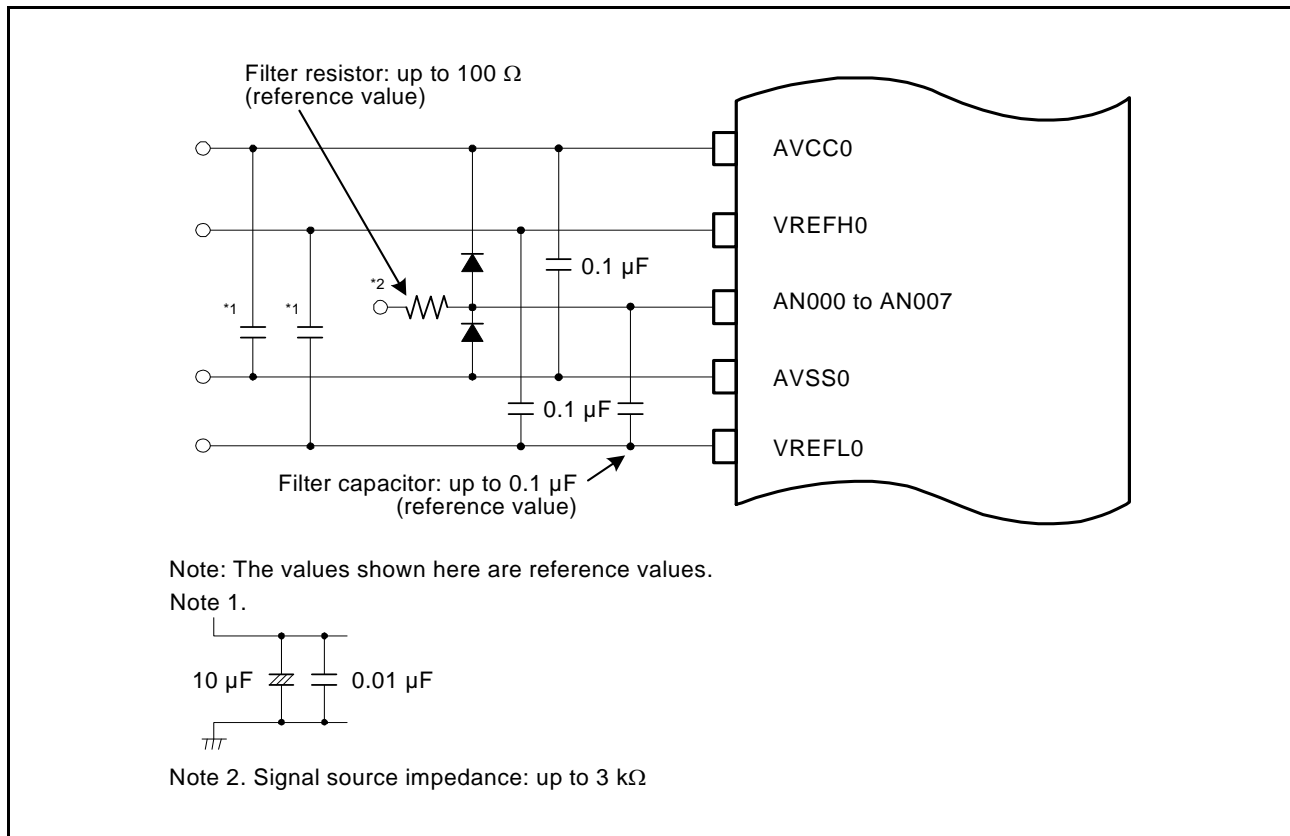 Filter resistor: up to 100 Ω
(reference value)
AVCC0
VREFH0
0.1 µF
*2
AN000 to AN007
*1
*1
AVSS0
0.1 µF
VREFL0
Filter capacitor: up to 0.1 µF
(reference value)
Note: The values shown here are reference values.
Note 1.
10 µF
0.01 µF
Note 2. Signal source impedance: up to 3 kΩ